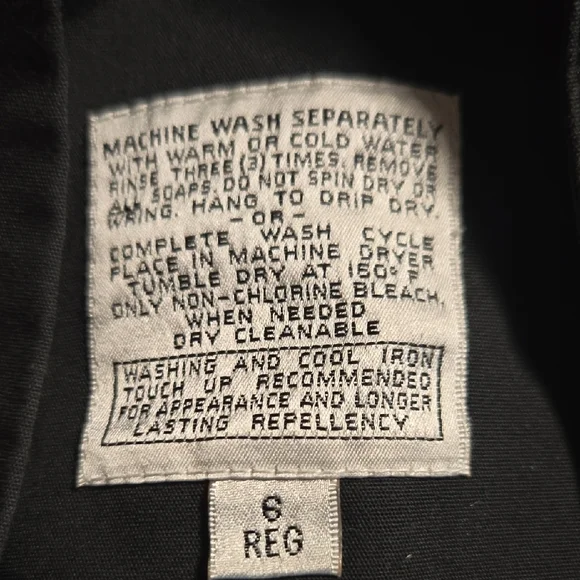 MACHINE WASH SEPARATELY
WITH WARM OR COLD WATER
RINSE THREE (3) TIMES. REMOVE
ALL SOAPS. DO NOT SPIN DRY OR
WRING. HANG TO DRIP DRY.
- OR -
COMPLETE WASH CYCLE
PLACE IN MACHINE DRYER
TUMBLE DRY AT 160° F
ONLY NON-CHLORINE BLEACH,
WHEN NEEDED
DRY CLEANABLE
WASHING AND COOL IRON
TOUCH UP RECOMMENDED
FOR APPEARANCE AND LONGER
LASTING REPELLENCY
6
REG